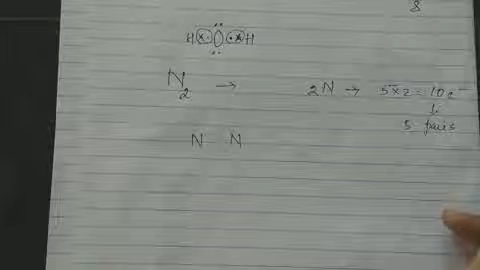 8
H O H
N2 → 2N → 5×2 = 10e-
↓
5 pairs
N N